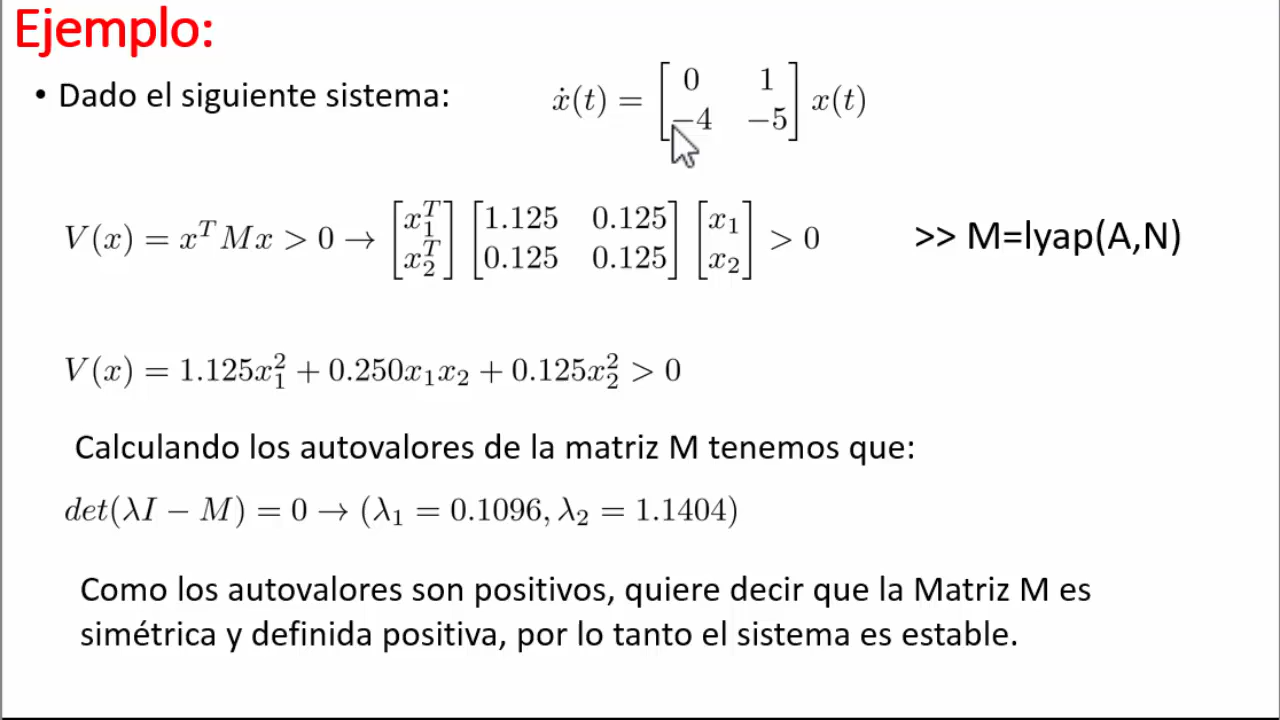 Ejemplo:
• Dado el siguiente sistema: ẋ(t) = [0 1; −4 −5] x(t)
V(x) = x^T Mx > 0 → [x_1^T; x_2^T] [1.125 0.125; 0.125 0.125] [x_1; x_2] > 0 >> M=lyap(A,N)
V(x) = 1.125x_1^2 + 0.250x_1x_2 + 0.125x_2^2 > 0
Calculando los autovalores de la matriz M tenemos que:
det(λI − M) = 0 → (λ_1 = 0.1096, λ_2 = 1.1404)
Como los autovalores son positivos, quiere decir que la Matriz M es
simétrica y definida positiva, por lo tanto el sistema es estable.